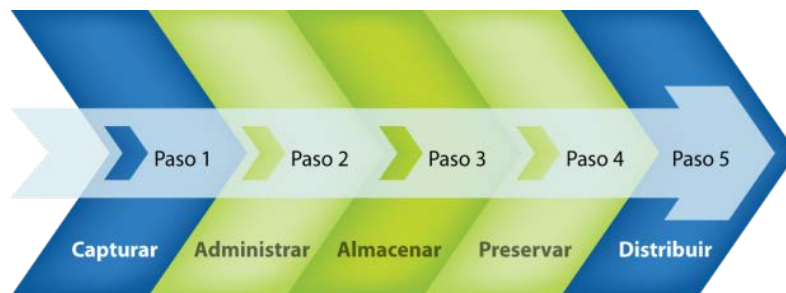 Paso 1
Paso 2
Paso 3
Paso 4
Paso 5
Capturar
Administrar
Almacenar
Preservar
Distribuir